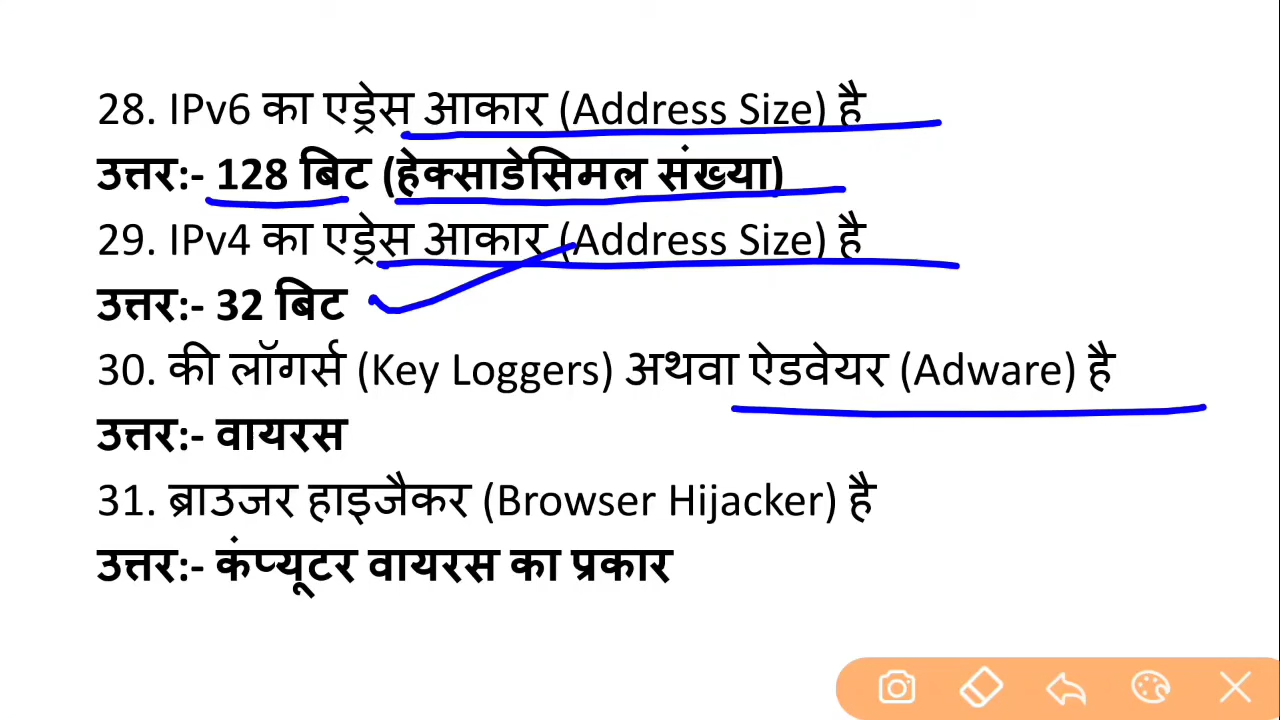 28. IPv6 का एड्रेस आकार (Address Size) है
उत्तर:- 128 बिट (हेक्साडेसिमल संख्या)
29. IPv4 का एड्रेस आकार (Address Size) है
उत्तर:- 32 बिट
30. की लॉगर्स (Key Loggers) अथवा ऐडवेयर (Adware) है
उत्तर:- वायरस
31. ब्राउजर हाइजैकर (Browser Hijacker) है
उत्तर:- कंप्यूटर वायरस का प्रकार